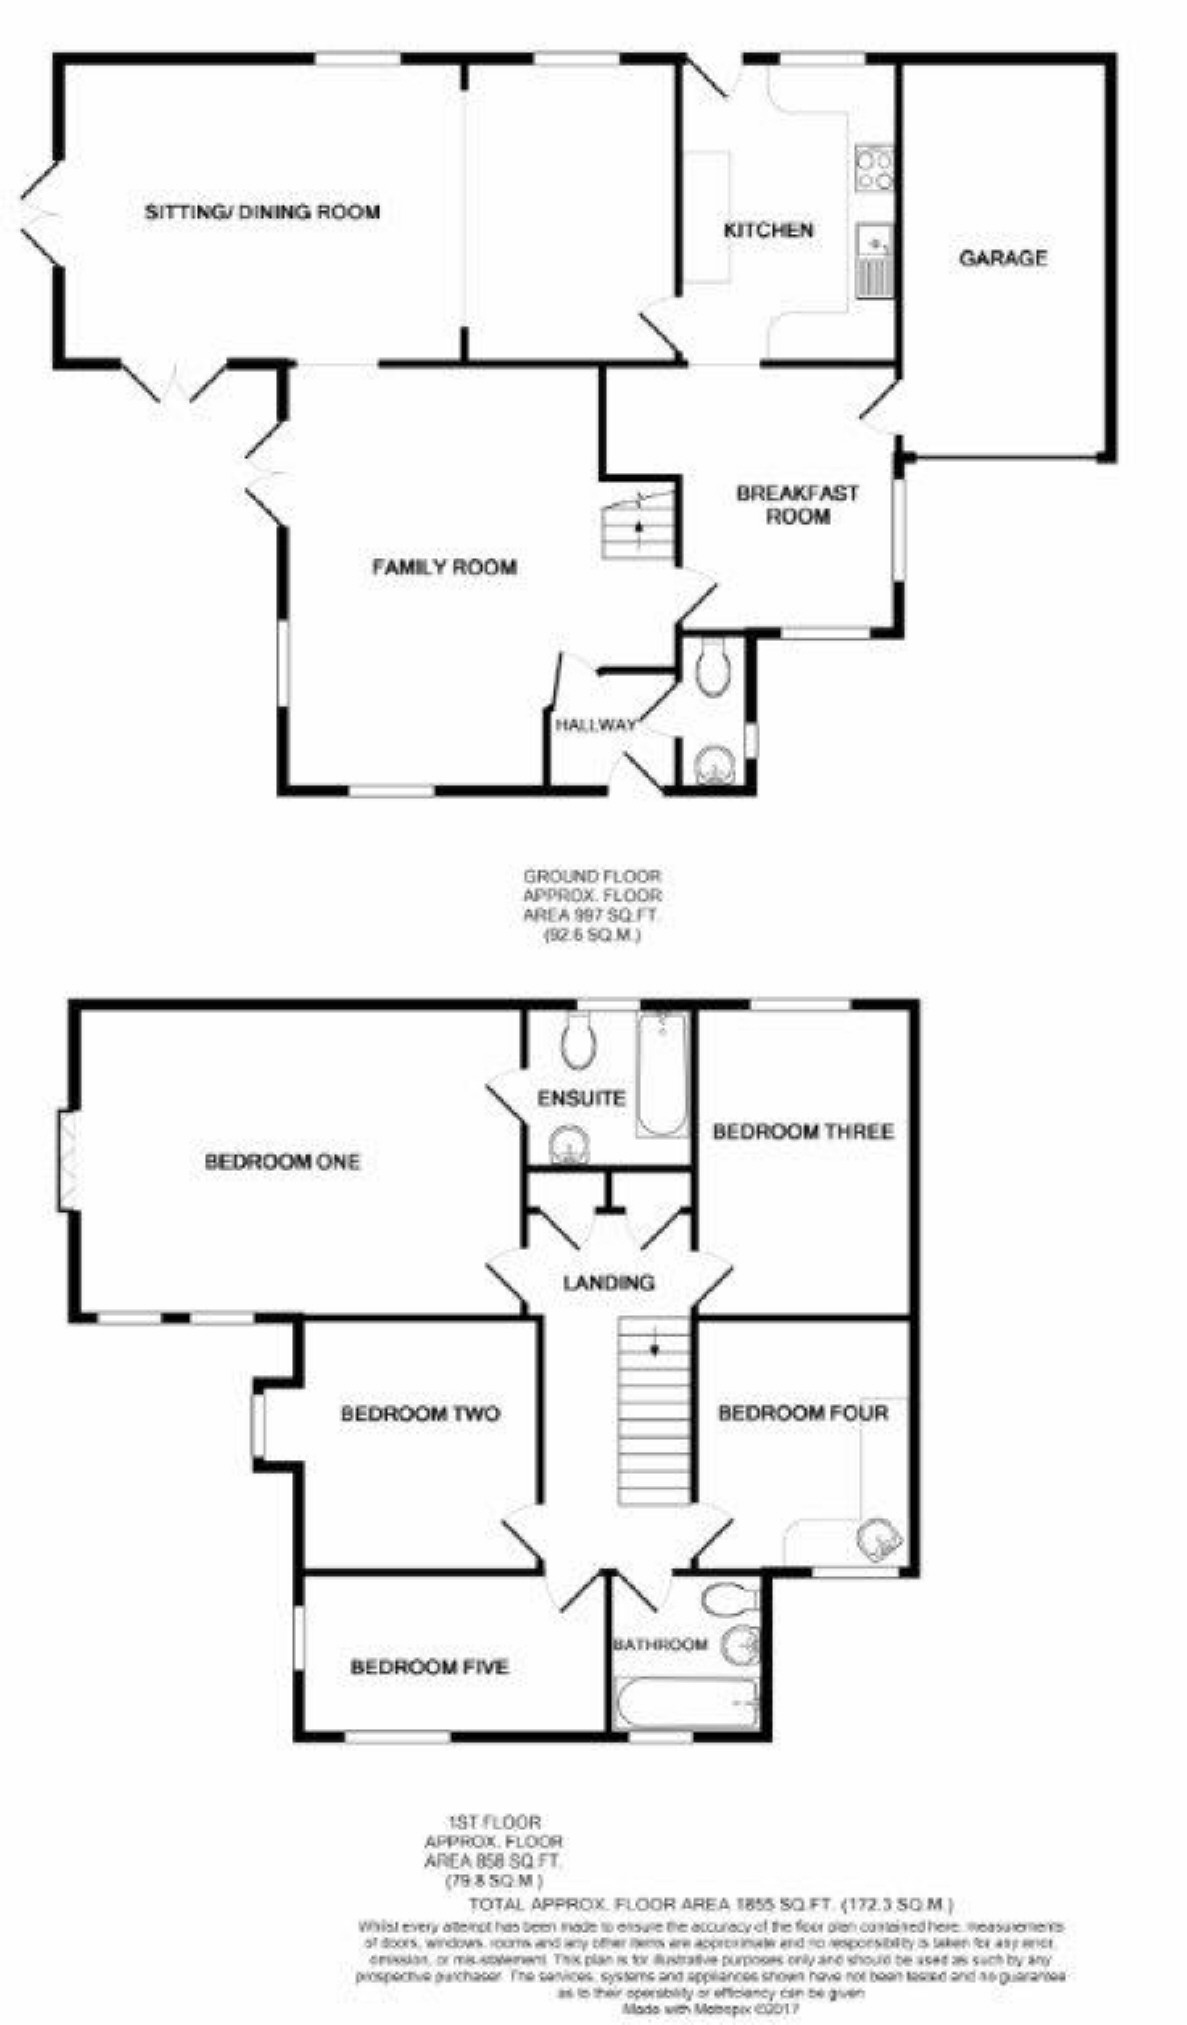 SITTING/ DINING ROOM
KITCHEN
GARAGE
BREAKFAST
ROOM
FAMILY ROOM
HALLWAY
GROUND FLOOR
APPROX. FLOOR
AREA 997 SQ.FT.
(92.6 SQ.M.)
ENSUITE
BEDROOM THREE
BEDROOM ONE
LANDING
BEDROOM TWO
BEDROOM FOUR
BATHROOM
BEDROOM FIVE
1ST FLOOR
APPROX. FLOOR
AREA 858 SQ.FT.
(79.8 SQ.M.)
TOTAL APPROX. FLOOR AREA 1855 SQ.FT. (172.3 SQ.M.)
Whilst every attempt has been made to ensure the accuracy of the floor plan contained here, measurements
of doors, windows, rooms and any other items are approximate and no responsibility is taken for any error,
omission, or mis-statement. This plan is for illustrative purposes only and should be used as such by any
prospective purchaser. The services, systems and appliances shown have not been tested and no guarantee
as to their operability or efficiency can be given
Made with Metropix ©2017